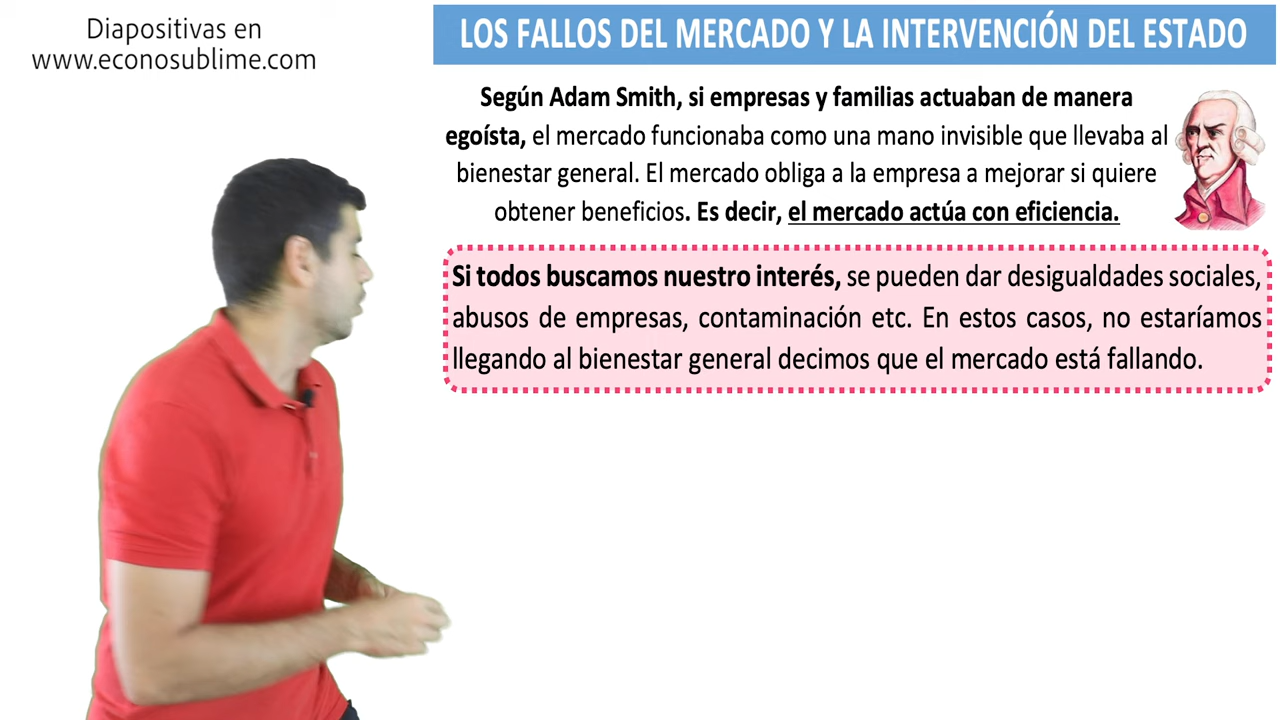 Diapositivas en
www.econosublime.com
LOS FALLOS DEL MERCADO Y LA INTERVENCIÓN DEL ESTADO
Según Adam Smith, si empresas y familias actuaban de manera
egoísta, el mercado funcionaba como una mano invisible que llevaba al
bienestar general. El mercado obliga a la empresa a mejorar si quiere
obtener beneficios. Es decir, el mercado actúa con eficiencia.
Si todos buscamos nuestro interés, se pueden dar desigualdades sociales,
abusos de empresas, contaminación etc. En estos casos, no estaríamos
llegando al bienestar general decimos que el mercado está fallando.